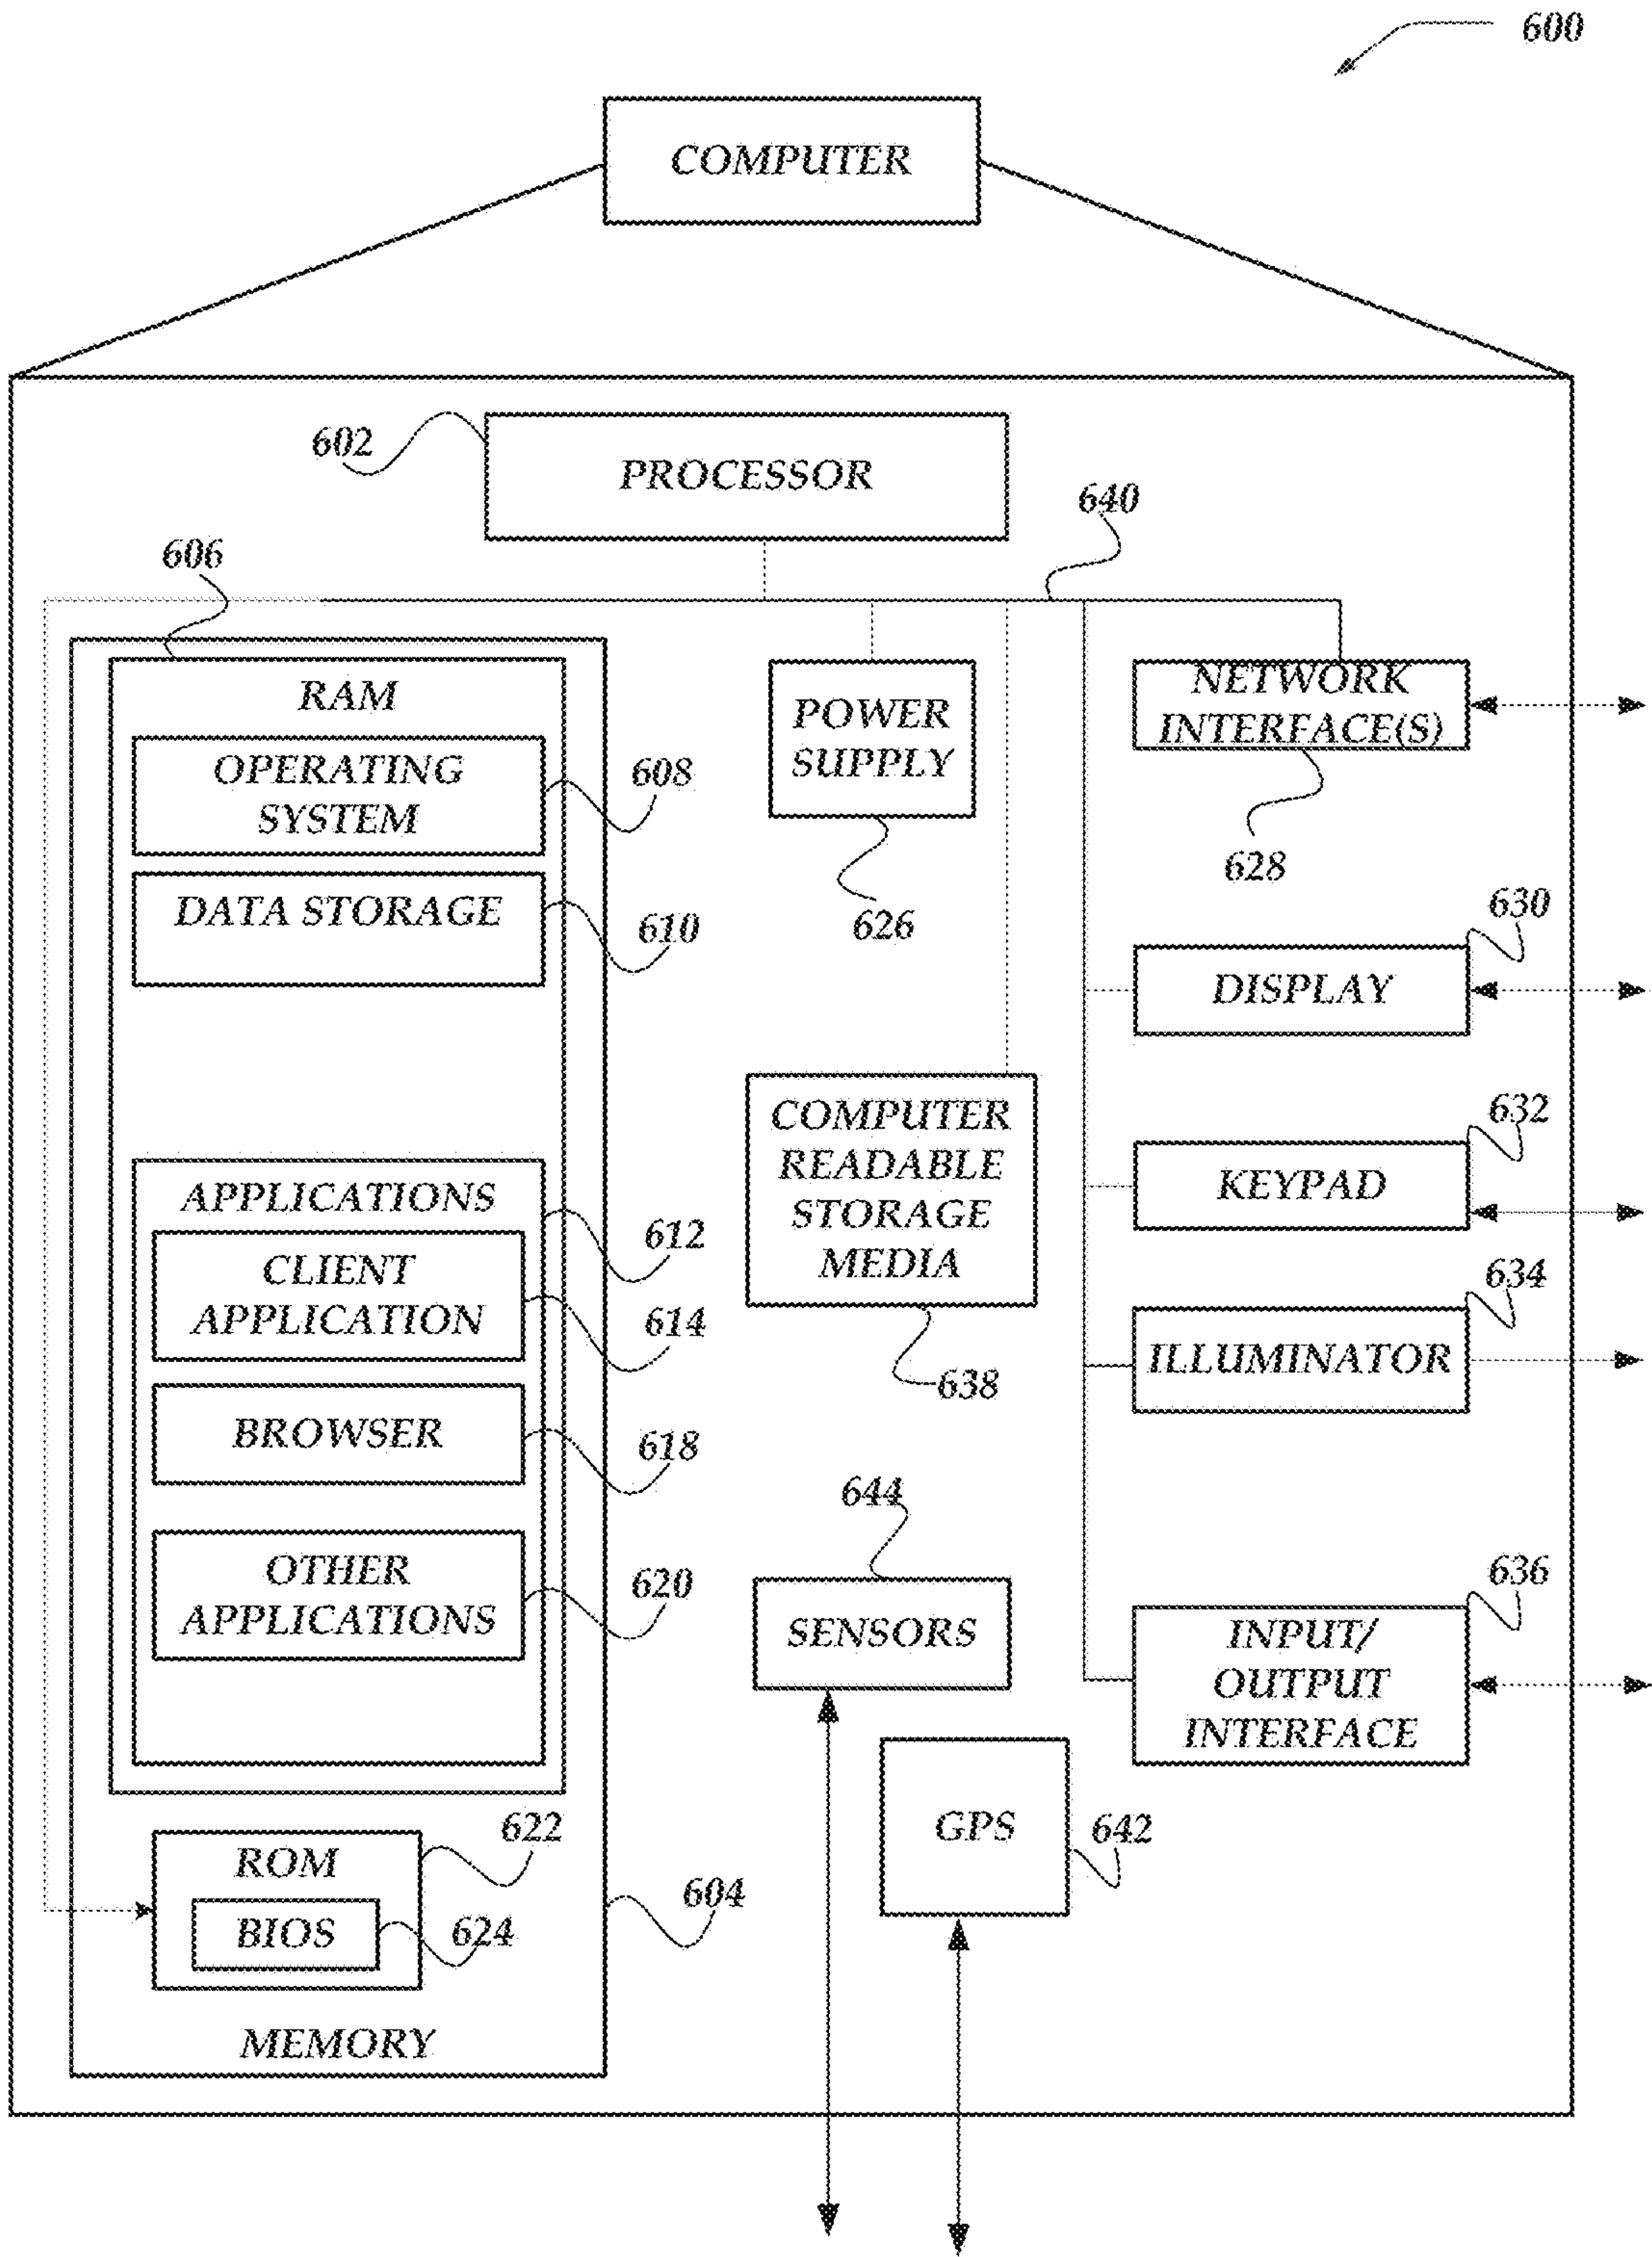 600
COMPUTER
602
PROCESSOR
640
606
RAM
OPERATING
SYSTEM
608
DATA STORAGE
610
APPLICATIONS
612
CLIENT
APPLICATION
614
BROWSER
618
OTHER
APPLICATIONS
620
622
ROM
BIOS
624
604
MEMORY
POWER
SUPPLY
626
COMPUTER
READABLE
STORAGE
MEDIA
638
644
SENSORS
GPS
642
NETWORK
INTERFACE(S)
628
630
DISPLAY
632
KEYPAD
634
ILLUMINATOR
636
INPUT/
OUTPUT
INTERFACE